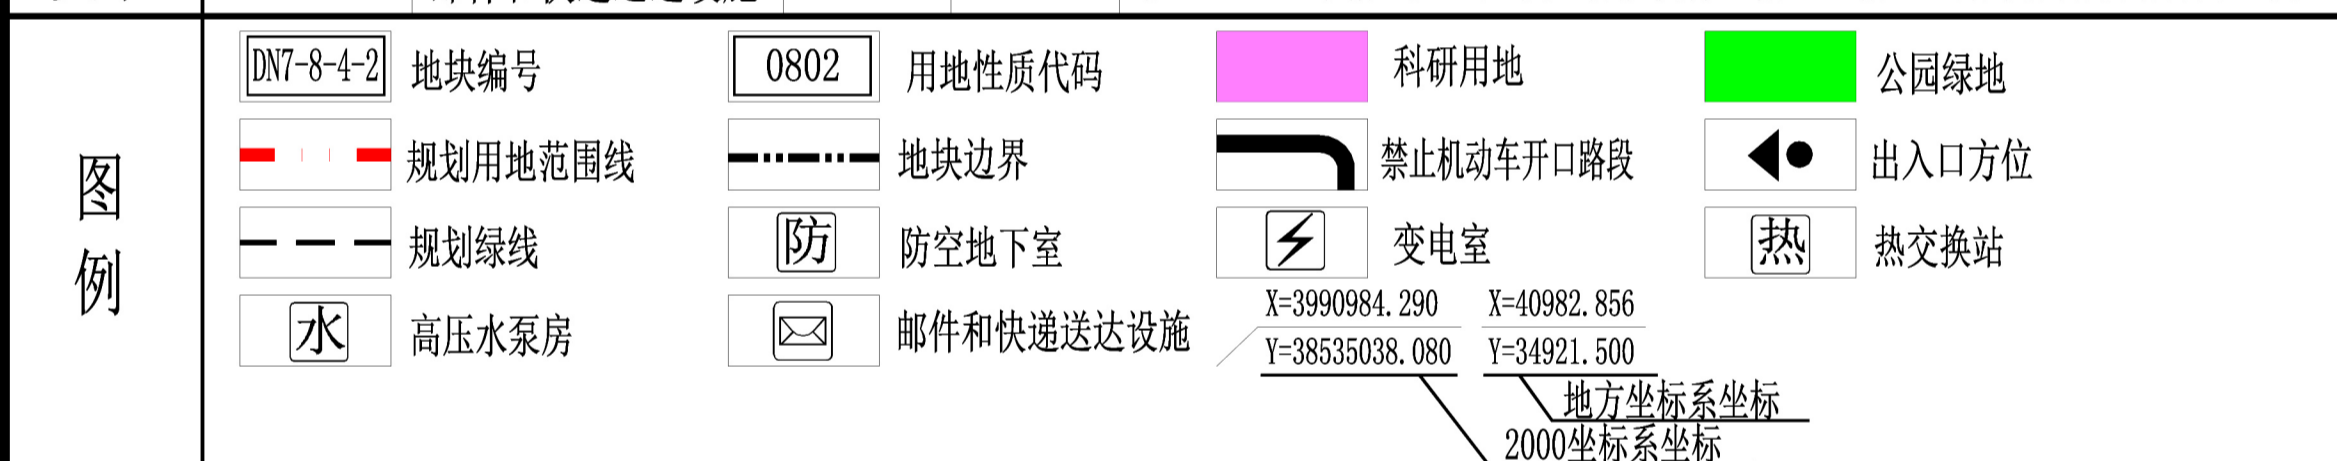 图例
DN7-8-4-2 地块编号 0802 用地性质代码 科研用地 公园绿地
规划用地范围线 地块边界 禁止机动车开口路段 出入口方位
规划绿线 防 防空地下室 变电室 热 热交换站
水 高压水泵房 邮件和快递送达设施
X=3990984.290 X=40982.856
Y=38535038.080 Y=34921.500
地方坐标系坐标
2000坐标系坐标